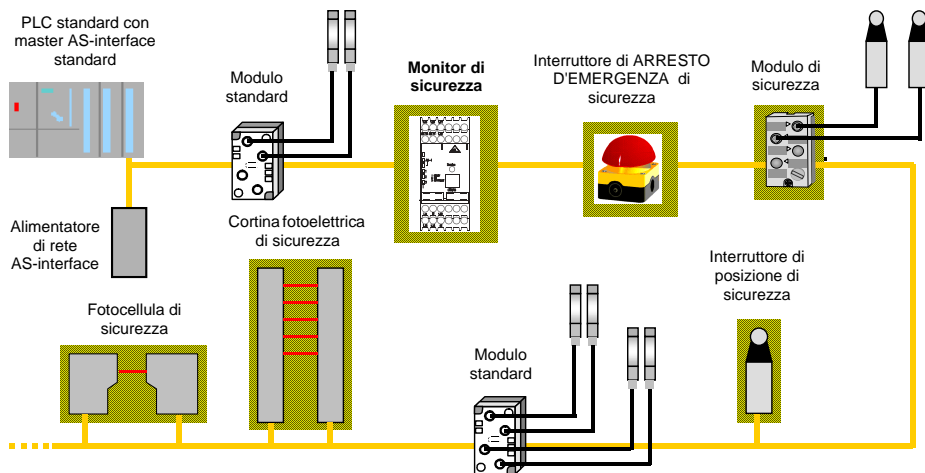 PLC standard con
master AS-interface
standard
Modulo
standard
Monitor di
sicurezza
Interruttore di ARRESTO
D'EMERGENZA di
sicurezza
Modulo di
sicurezza
Alimentatore
di rete
AS-interface
Cortina fotoelettrica
di sicurezza
Interruttore di
posizione di
sicurezza
Fotocellula di
sicurezza
Modulo
standard